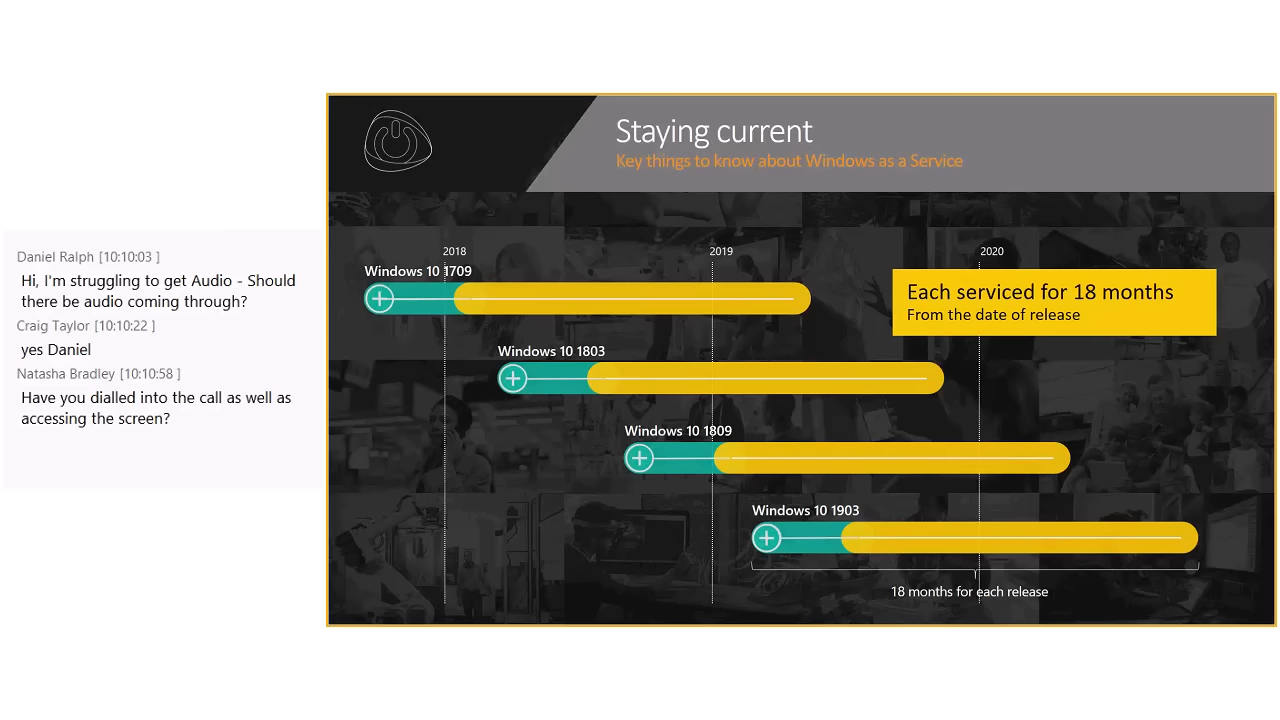 Daniel Ralph [10:10:03 ]
Hi, I'm struggling to get Audio - Should
there be audio coming through?
Craig Taylor [10:10:22 ]
yes Daniel
Natasha Bradley [10:10:58 ]
Have you dialled into the call as well as
accessing the screen?
Staying current
Key things to know about Windows as a Service
2018
2019
2020
Windows 10 1709
Each serviced for 18 months
From the date of release
Windows 10 1803
Windows 10 1809
Windows 10 1903
18 months for each release